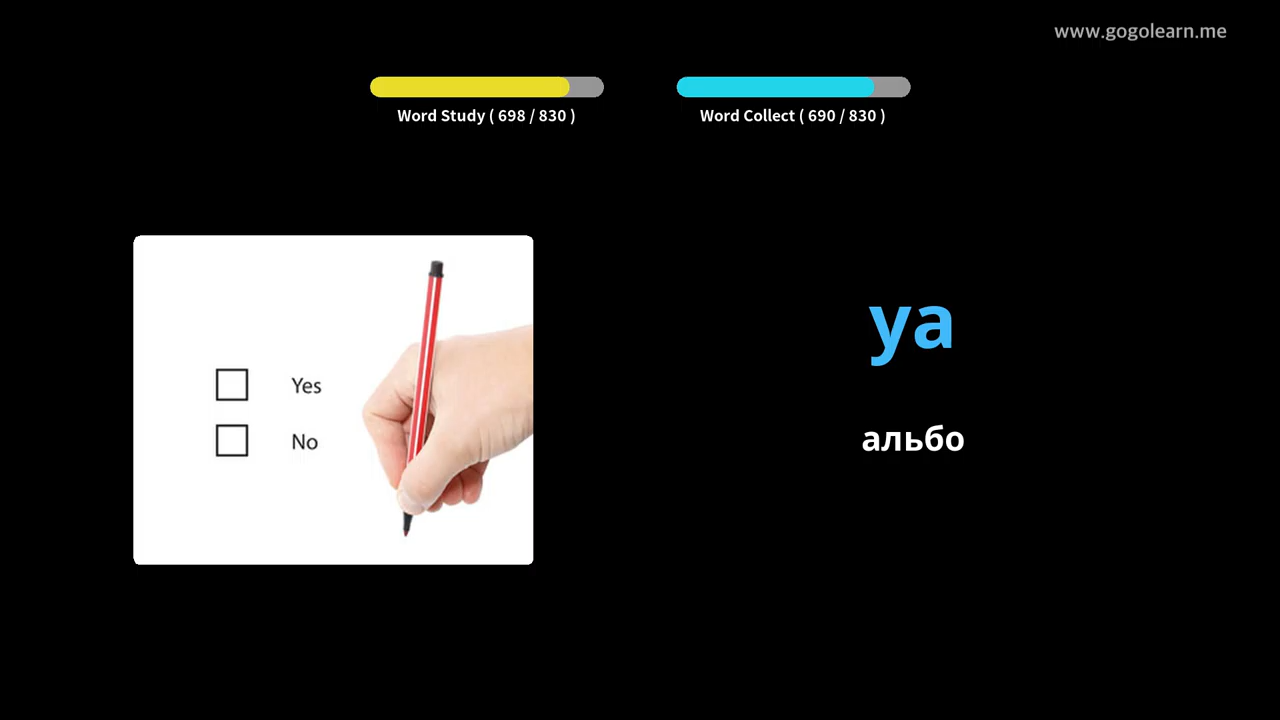 www.gogolearn.me
Word Study ( 698 / 830 )
Word Collect ( 690 / 830 )
Yes
No
ya
альбо